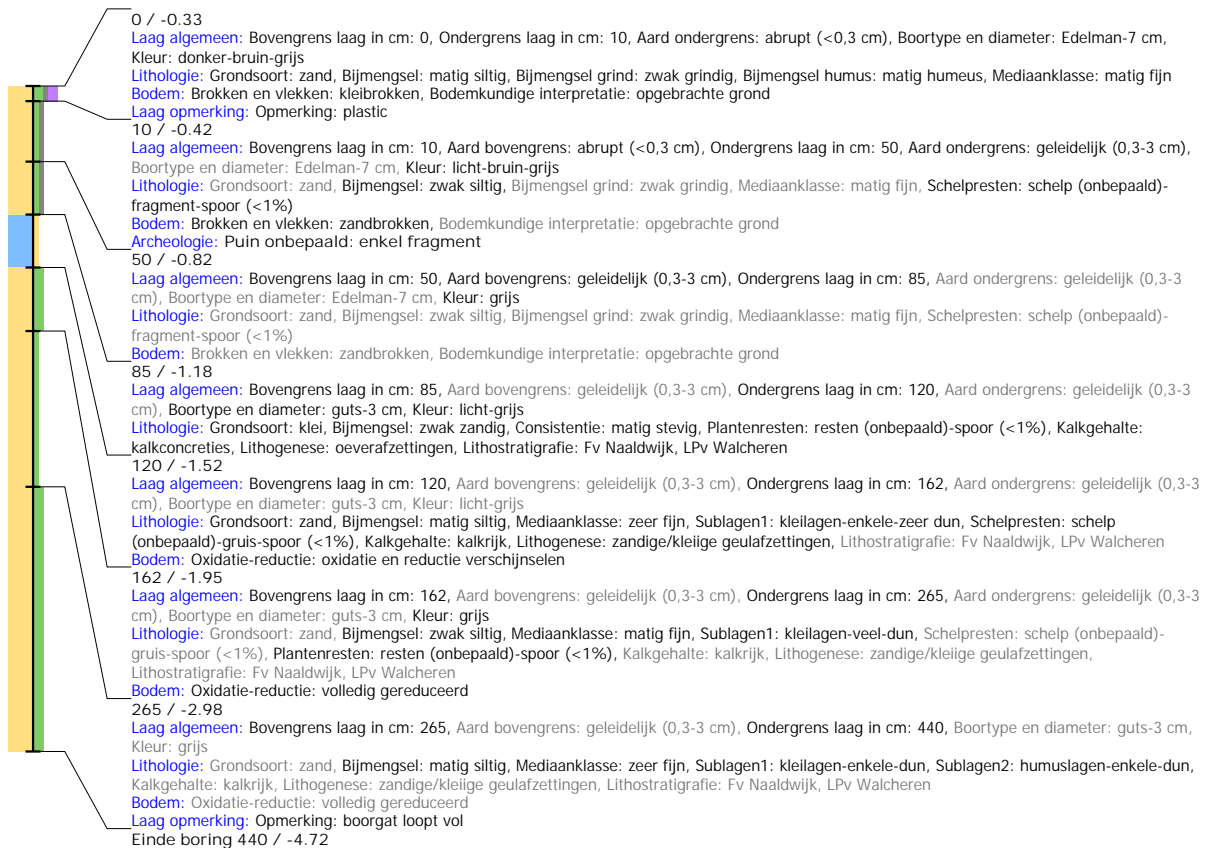 0 / -0.33
Laag algemeen: Bovengrens laag in cm: 0, Ondergrens laag in cm: 10, Aard ondergrens: abrupt (<0,3 cm), Boortype en diameter: Edelman-7 cm,
Kleur: donker-bruin-grijs
Lithologie: Grondsoort: zand, Bijmengsel: matig siltig, Bijmengsel grind: zwak grindig, Bijmengsel humus: matig humeus, Mediaanklasse: matig fijn
Bodem: Brokken en vlekken: kleibrokken, Bodemkundige interpretatie: opgebrachte grond
Laag opmerking: Opmerking: plastic
10 / -0.42
Laag algemeen: Bovengrens laag in cm: 10, Aard bovengrens: abrupt (<0,3 cm), Ondergrens laag in cm: 50, Aard ondergrens: geleidelijk (0,3-3 cm),
Boortype en diameter: Edelman-7 cm, Kleur: licht-bruin-grijs
Lithologie: Grondsoort: zand, Bijmengsel: zwak siltig, Bijmengsel grind: zwak grindig, Mediaanklasse: matig fijn, Schelpresten: schelp (onbepaald)-
fragment-spoor (<1%)
Bodem: Brokken en vlekken: zandbrokken, Bodemkundige interpretatie: opgebrachte grond
Archeologie: Puin onbepaald: enkel fragment
50 / -0.82
Laag algemeen: Bovengrens laag in cm: 50, Aard bovengrens: geleidelijk (0,3-3 cm), Ondergrens laag in cm: 85, Aard ondergrens: geleidelijk (0,3-3
cm), Boortype en diameter: Edelman-7 cm, Kleur: grijs
Lithologie: Grondsoort: zand, Bijmengsel: zwak siltig, Bijmengsel grind: zwak grindig, Mediaanklasse: matig fijn, Schelpresten: schelp (onbepaald)-
fragment-spoor (<1%)
Bodem: Brokken en vlekken: zandbrokken, Bodemkundige interpretatie: opgebrachte grond
85 / -1.18
Laag algemeen: Bovengrens laag in cm: 85, Aard bovengrens: geleidelijk (0,3-3 cm), Ondergrens laag in cm: 120, Aard ondergrens: geleidelijk (0,3-3
cm), Boortype en diameter: guts-3 cm, Kleur: licht-grijs
Lithologie: Grondsoort: klei, Bijmengsel: zwak zandig, Consistentie: matig stevig, Plantenresten: resten (onbepaald)-spoor (<1%), Kalkgehalte:
kalkconcreties, Lithogenese: oeverafzettingen, Lithostratigrafie: Fv Naaldwijk, LPv Walcheren
120 / -1.52
Laag algemeen: Bovengrens laag in cm: 120, Aard bovengrens: geleidelijk (0,3-3 cm), Ondergrens laag in cm: 162, Aard ondergrens: geleidelijk (0,3-3
cm), Boortype en diameter: guts-3 cm, Kleur: licht-grijs
Lithologie: Grondsoort: zand, Bijmengsel: matig siltig, Mediaanklasse: zeer fijn, Sublagen1: kleilagen-enkele-zeer dun, Schelpresten: schelp
(onbepaald)-gruis-spoor (<1%), Kalkgehalte: kalkrijk, Lithogenese: zandige/kleiige geulafzettingen, Lithostratigrafie: Fv Naaldwijk, LPv Walcheren
Bodem: Oxidatie-reductie: oxidatie en reductie verschijnselen
162 / -1.95
Laag algemeen: Bovengrens laag in cm: 162, Aard bovengrens: geleidelijk (0,3-3 cm), Ondergrens laag in cm: 265, Aard ondergrens: geleidelijk (0,3-3
cm), Boortype en diameter: guts-3 cm, Kleur: grijs
Lithologie: Grondsoort: zand, Bijmengsel: zwak siltig, Mediaanklasse: matig fijn, Sublagen1: kleilagen-veel-dun, Schelpresten: schelp (onbepaald)-
gruis-spoor (<1%), Plantenresten: resten (onbepaald)-spoor (<1%), Kalkgehalte: kalkrijk, Lithogenese: zandige/kleiige geulafzettingen,
Lithostratigrafie: Fv Naaldwijk, LPv Walcheren
Bodem: Oxidatie-reductie: volledig gereduceerd
265 / -2.98
Laag algemeen: Bovengrens laag in cm: 265, Aard bovengrens: geleidelijk (0,3-3 cm), Ondergrens laag in cm: 440, Boortype en diameter: guts-3 cm,
Kleur: grijs
Lithologie: Grondsoort: zand, Bijmengsel: matig siltig, Mediaanklasse: zeer fijn, Sublagen1: kleilagen-enkele-dun, Sublagen2: humuslagen-enkele-dun,
Kalkgehalte: kalkrijk, Lithogenese: zandige/kleiige geulafzettingen, Lithostratigrafie: Fv Naaldwijk, LPv Walcheren
Bodem: Oxidatie-reductie: volledig gereduceerd
Laag opmerking: Opmerking: boorgat loopt vol
Einde boring 440 / -4.72